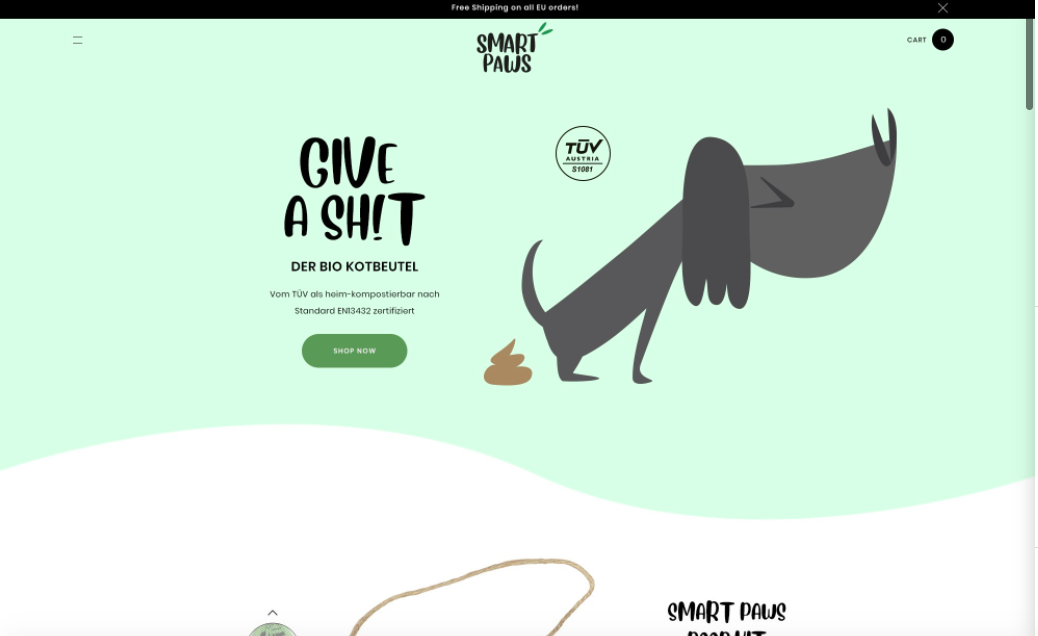 Free Shipping on all EU orders!
SMART
PAWS
CART 0
GIVE
A SH!T
TÜV
AUSTRIA
S1081
DER BIO KOTBEUTEL
Vom TÜV als heim-kompostierbar nach
Standard EN13432 zertifiziert
SHOP NOW
SMART PAWS